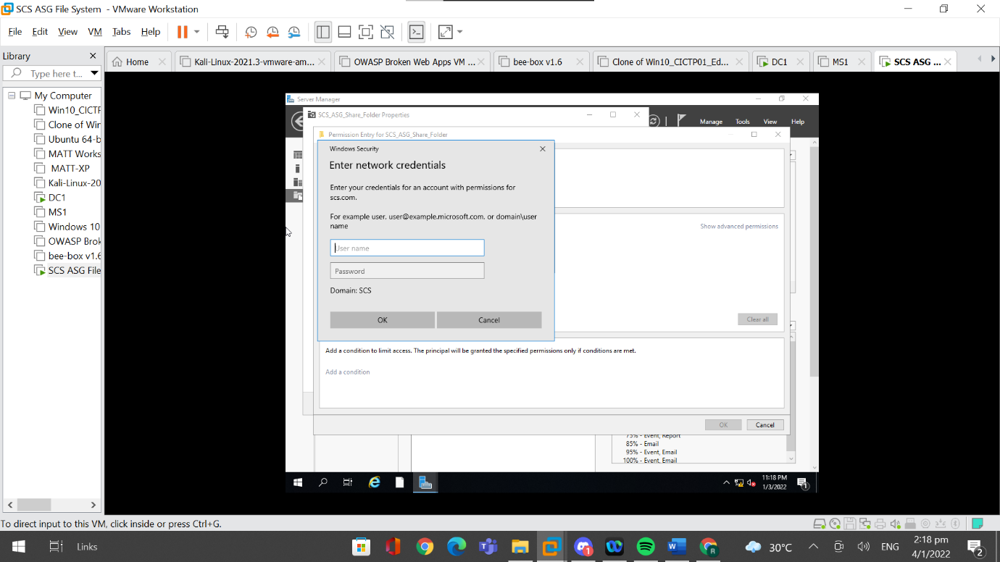 SCS ASG File System - VMware Workstation
File Edit View VM Tabs Help
Library
Type here t...
Home
Kali-Linux-2021.3-vmware-am...
OWASP Broken Web Apps VM ...
bee-box v1.6
Clone of Win10_CICTP01_Ed...
DC1
MS1
SCS ASG ...
My Computer
Win10_CICTP
Clone of Wir
Ubuntu 64-b
MATT Works
MATT-XP
Kali-Linux-20
DC1
MS1
Windows 10
OWASP Brok
bee-box v1.6
SCS ASG File
Server Manager
SCS_ASG_Share_Folder Properties
Manage Tools View Help
Permission Entry for SCS_ASG_Share_Folder
Windows Security
Enter network credentials
Enter your credentials for an account with permissions for
scs.com.
For example user, user@example.microsoft.com, or domain\user
name
User name
Password
Domain: SCS
OK Cancel
Show advanced permissions
Clear all
Add a condition to limit access. The principal will be granted the specified permissions only if conditions are met.
Add a condition
OK Cancel
75% - Event, Report
85% - Email
95% - Event, Email
100% - Event, Email
11:18 PM
1/3/2022
1
To direct input to this VM, click inside or press Ctrl+G.
Links
1
R
30°C
ENG
2:18 pm
4/1/2022
2